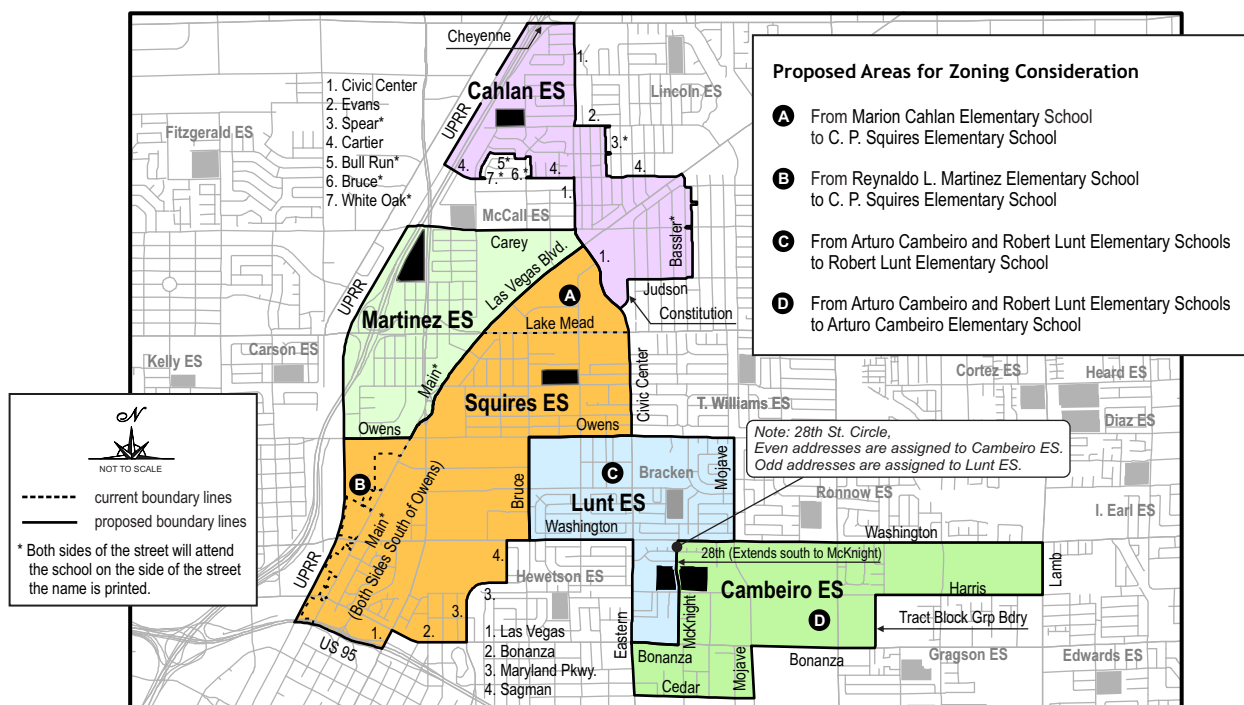 Cheyenne
1.
Cahlan ES
Lincoln ES
1. Civic Center
2. Evans
3. Spear*
4. Cartier
5. Bull Run*
6. Bruce*
7. White Oak*
UPRR
2.
3.*
Fitzgerald ES
4.
5*
7.*
6.*
4.
4.
1.
McCall ES
Carey
Las Vegas Blvd.
Bassler*
1.
Judson
Constitution
UPRR
A
Martinez ES
Lake Mead
Kelly ES
Carson ES
Main*
Squires ES
Civic Center
T. Williams ES
Cortez ES
Heard ES
Diaz ES
Owens
Owens
Proposed Areas for Zoning Consideration
A From Marion Cahlan Elementary School
to C. P. Squires Elementary School
B From Reynaldo L. Martinez Elementary School
to C. P. Squires Elementary School
C From Arturo Cambeiro and Robert Lunt Elementary Schools
to Robert Lunt Elementary School
D From Arturo Cambeiro and Robert Lunt Elementary Schools
to Arturo Cambeiro Elementary School
N
NOT TO SCALE
current boundary lines
proposed boundary lines
* Both sides of the street will attend
the school on the side of the street
the name is printed.
Note: 28th St. Circle,
Even addresses are assigned to Cambeiro ES.
Odd addresses are assigned to Lunt ES.
B
C
Bracken
Mojave
Lunt ES
Bruce
Washington
Ronnow ES
I. Earl ES
Washington
Main*
(Both Sides South of Owens)
UPRR
4.
Hewetson ES
28th (Extends south to McKnight)
Cambeiro ES
Harris
Lamb
3.
3.
D
Tract Block Grp Bdry
McKnight
Eastern
1.
2.
US 95
1. Las Vegas
2. Bonanza
3. Maryland Pkwy.
4. Sagman
Bonanza
Mojave
Bonanza
Gragson ES
Edwards ES
Cedar